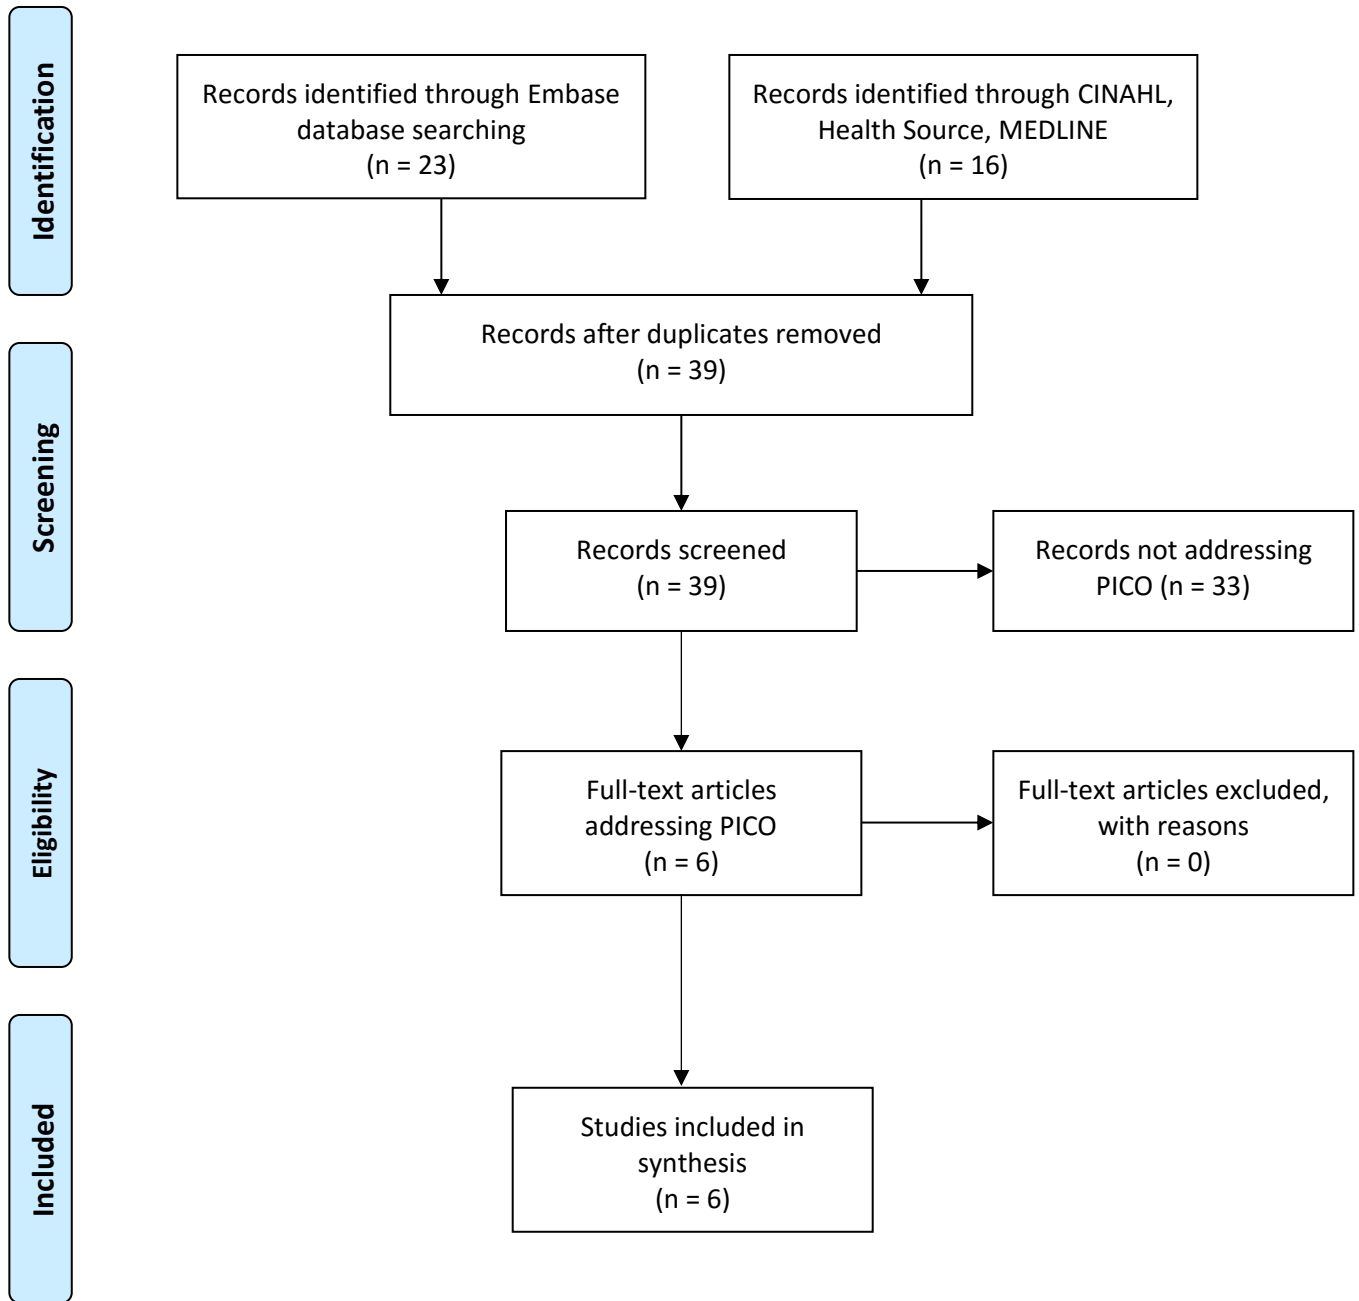 Identification
Records identified through Embase
database searching
(n = 23)
Records identified through CINAHL,
Health Source, MEDLINE
(n = 16)
Records after duplicates removed
(n = 39)
Screening
Records screened
(n = 39)
Records not addressing
PICO (n = 33)
Eligibility
Full-text articles
addressing PICO
(n = 6)
Full-text articles excluded,
with reasons
(n = 0)
Included
Studies included in
synthesis
(n = 6)